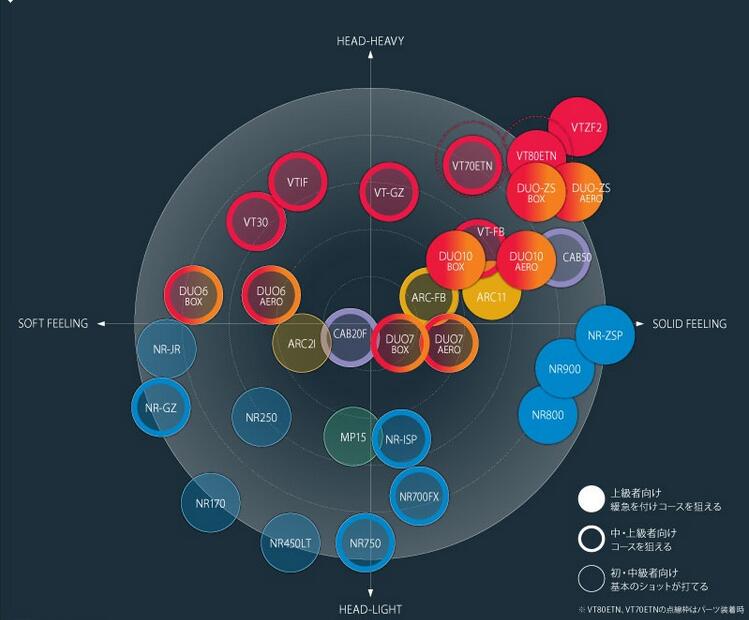 HEAD-HEAVY
VTZF2
VT80ETN
VT70ETN
VTIF
VT-GZ
DUO-ZS
BOX
DUO-ZS
AERO
VT30
VT-FB
DUO10
BOX
DUO10
AERO
CAB50
DUO6
BOX
DUO6
AERO
ARC-FB
ARC11
SOFT FEELING
SOLID FEELING
NR-JR
ARC2I
CAB20F
DUO7
BOX
DUO7
AERO
NR-ZSP
NR900
NR-GZ
NR250
NR800
MP15
NR-ISP
NR170
NR700FX
NR450LT
NR750
HEAD-LIGHT
上級者向け
緩急を付けコースを狙える
中・上級者向け
コースを狙える
初・中級者向け
基本のショットが打てる
※ VT80ETN、VT70ETNの点線枠はパーツ装着時